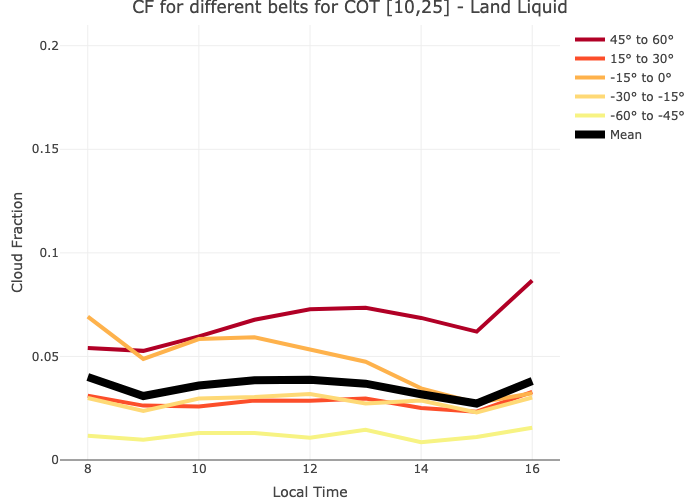 CF for different belts for COT [10,25] - Land Liquid
45° to 60°
15° to 30°
-15° to 0°
-30° to -15°
-60° to -45°
Mean
0.2
0.15
0.1
0.05
0
Cloud Fraction
8
10
12
14
16
Local Time